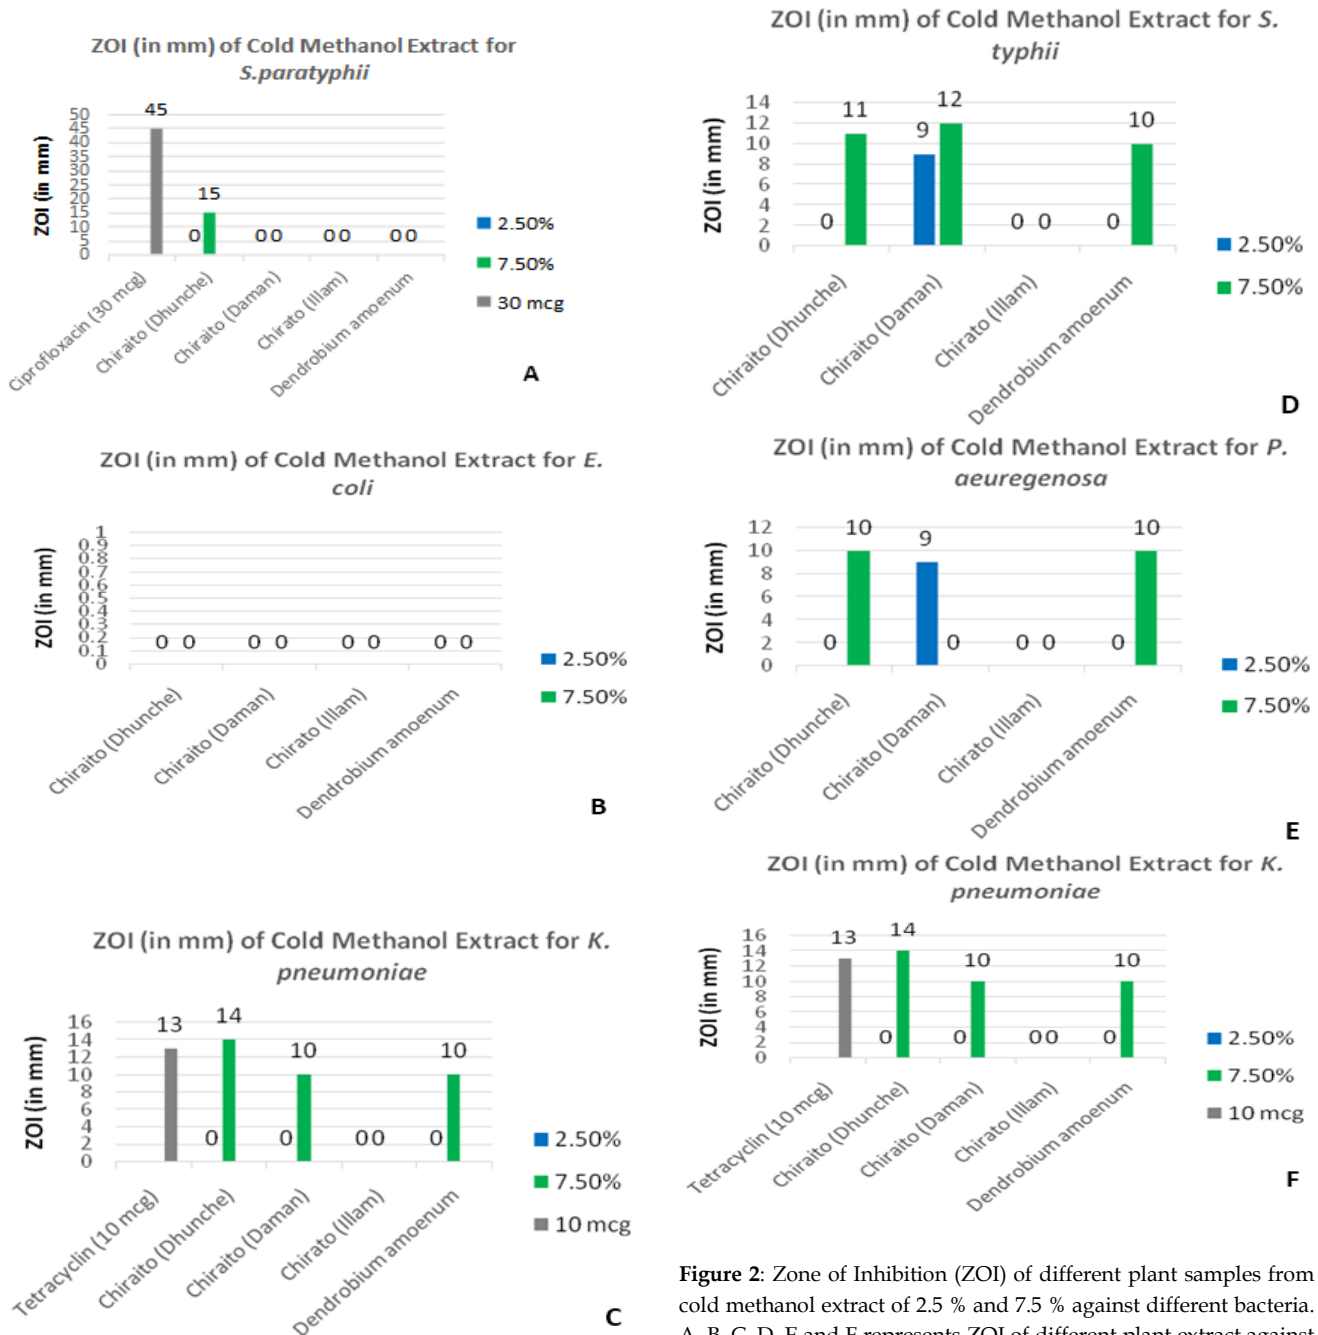 ZOI (in mm) of Cold Methanol Extract for
S.paratyphii
ZOI (in mm)
50
45
40
35
30
25
20
15
10
5
0
45
15
0
0 0
0 0
0 0
Ciprofloxacin (30 mcg)
Chiraito (Dhunche)
Chiraito (Daman)
Chirato (Illam)
Dendrobium amoenum
2.50%
7.50%
30 mcg
A
ZOI (in mm) of Cold Methanol Extract for E.
coli
ZOI (in mm)
1
0.9
0.8
0.7
0.6
0.5
0.4
0.3
0.2
0.1
0
0 0
0 0
0 0
0 0
Chiraito (Dhunche)
Chiraito (Daman)
Chirato (Illam)
Dendrobium amoenum
2.50%
7.50%
B
ZOI (in mm) of Cold Methanol Extract for K.
pneumoniae
ZOI (in mm)
16
14
12
10
8
6
4
2
0
13
14
10
10
0
0
0 0
0
Tetracyclin (10 mcg)
Chiraito (Dhunche)
Chiraito (Daman)
Chirato (Illam)
Dendrobium amoenum
2.50%
7.50%
10 mcg
C
ZOI (in mm) of Cold Methanol Extract for S.
typhii
ZOI (in mm)
14
12
10
8
6
4
2
0
0
11
9
12
0 0
0
10
Chiraito (Dhunche)
Chiraito (Daman)
Chirato (Illam)
Dendrobium amoenum
2.50%
7.50%
D
ZOI (in mm) of Cold Methanol Extract for P.
aeuregenosa
ZOI (in mm)
12
10
8
6
4
2
0
0
10
9
0
0 0
0
10
Chiraito (Dhunche)
Chiraito (Daman)
Chirato (Illam)
Dendrobium amoenum
2.50%
7.50%
E
ZOI (in mm) of Cold Methanol Extract for K.
pneumoniae
ZOI (in mm)
16
14
12
10
8
6
4
2
0
13
14
10
10
0
0
0 0
0
Tetracyclin (10 mcg)
Chiraito (Dhunche)
Chiraito (Daman)
Chirato (Illam)
Dendrobium amoenum
2.50%
7.50%
10 mcg
F
Figure 2: Zone of Inhibition (ZOI) of different plant samples from
cold methanol extract of 2.5 % and 7.5 % against different bacteria.
A, B, C, D, E and F represents ZOI of different plant extract against